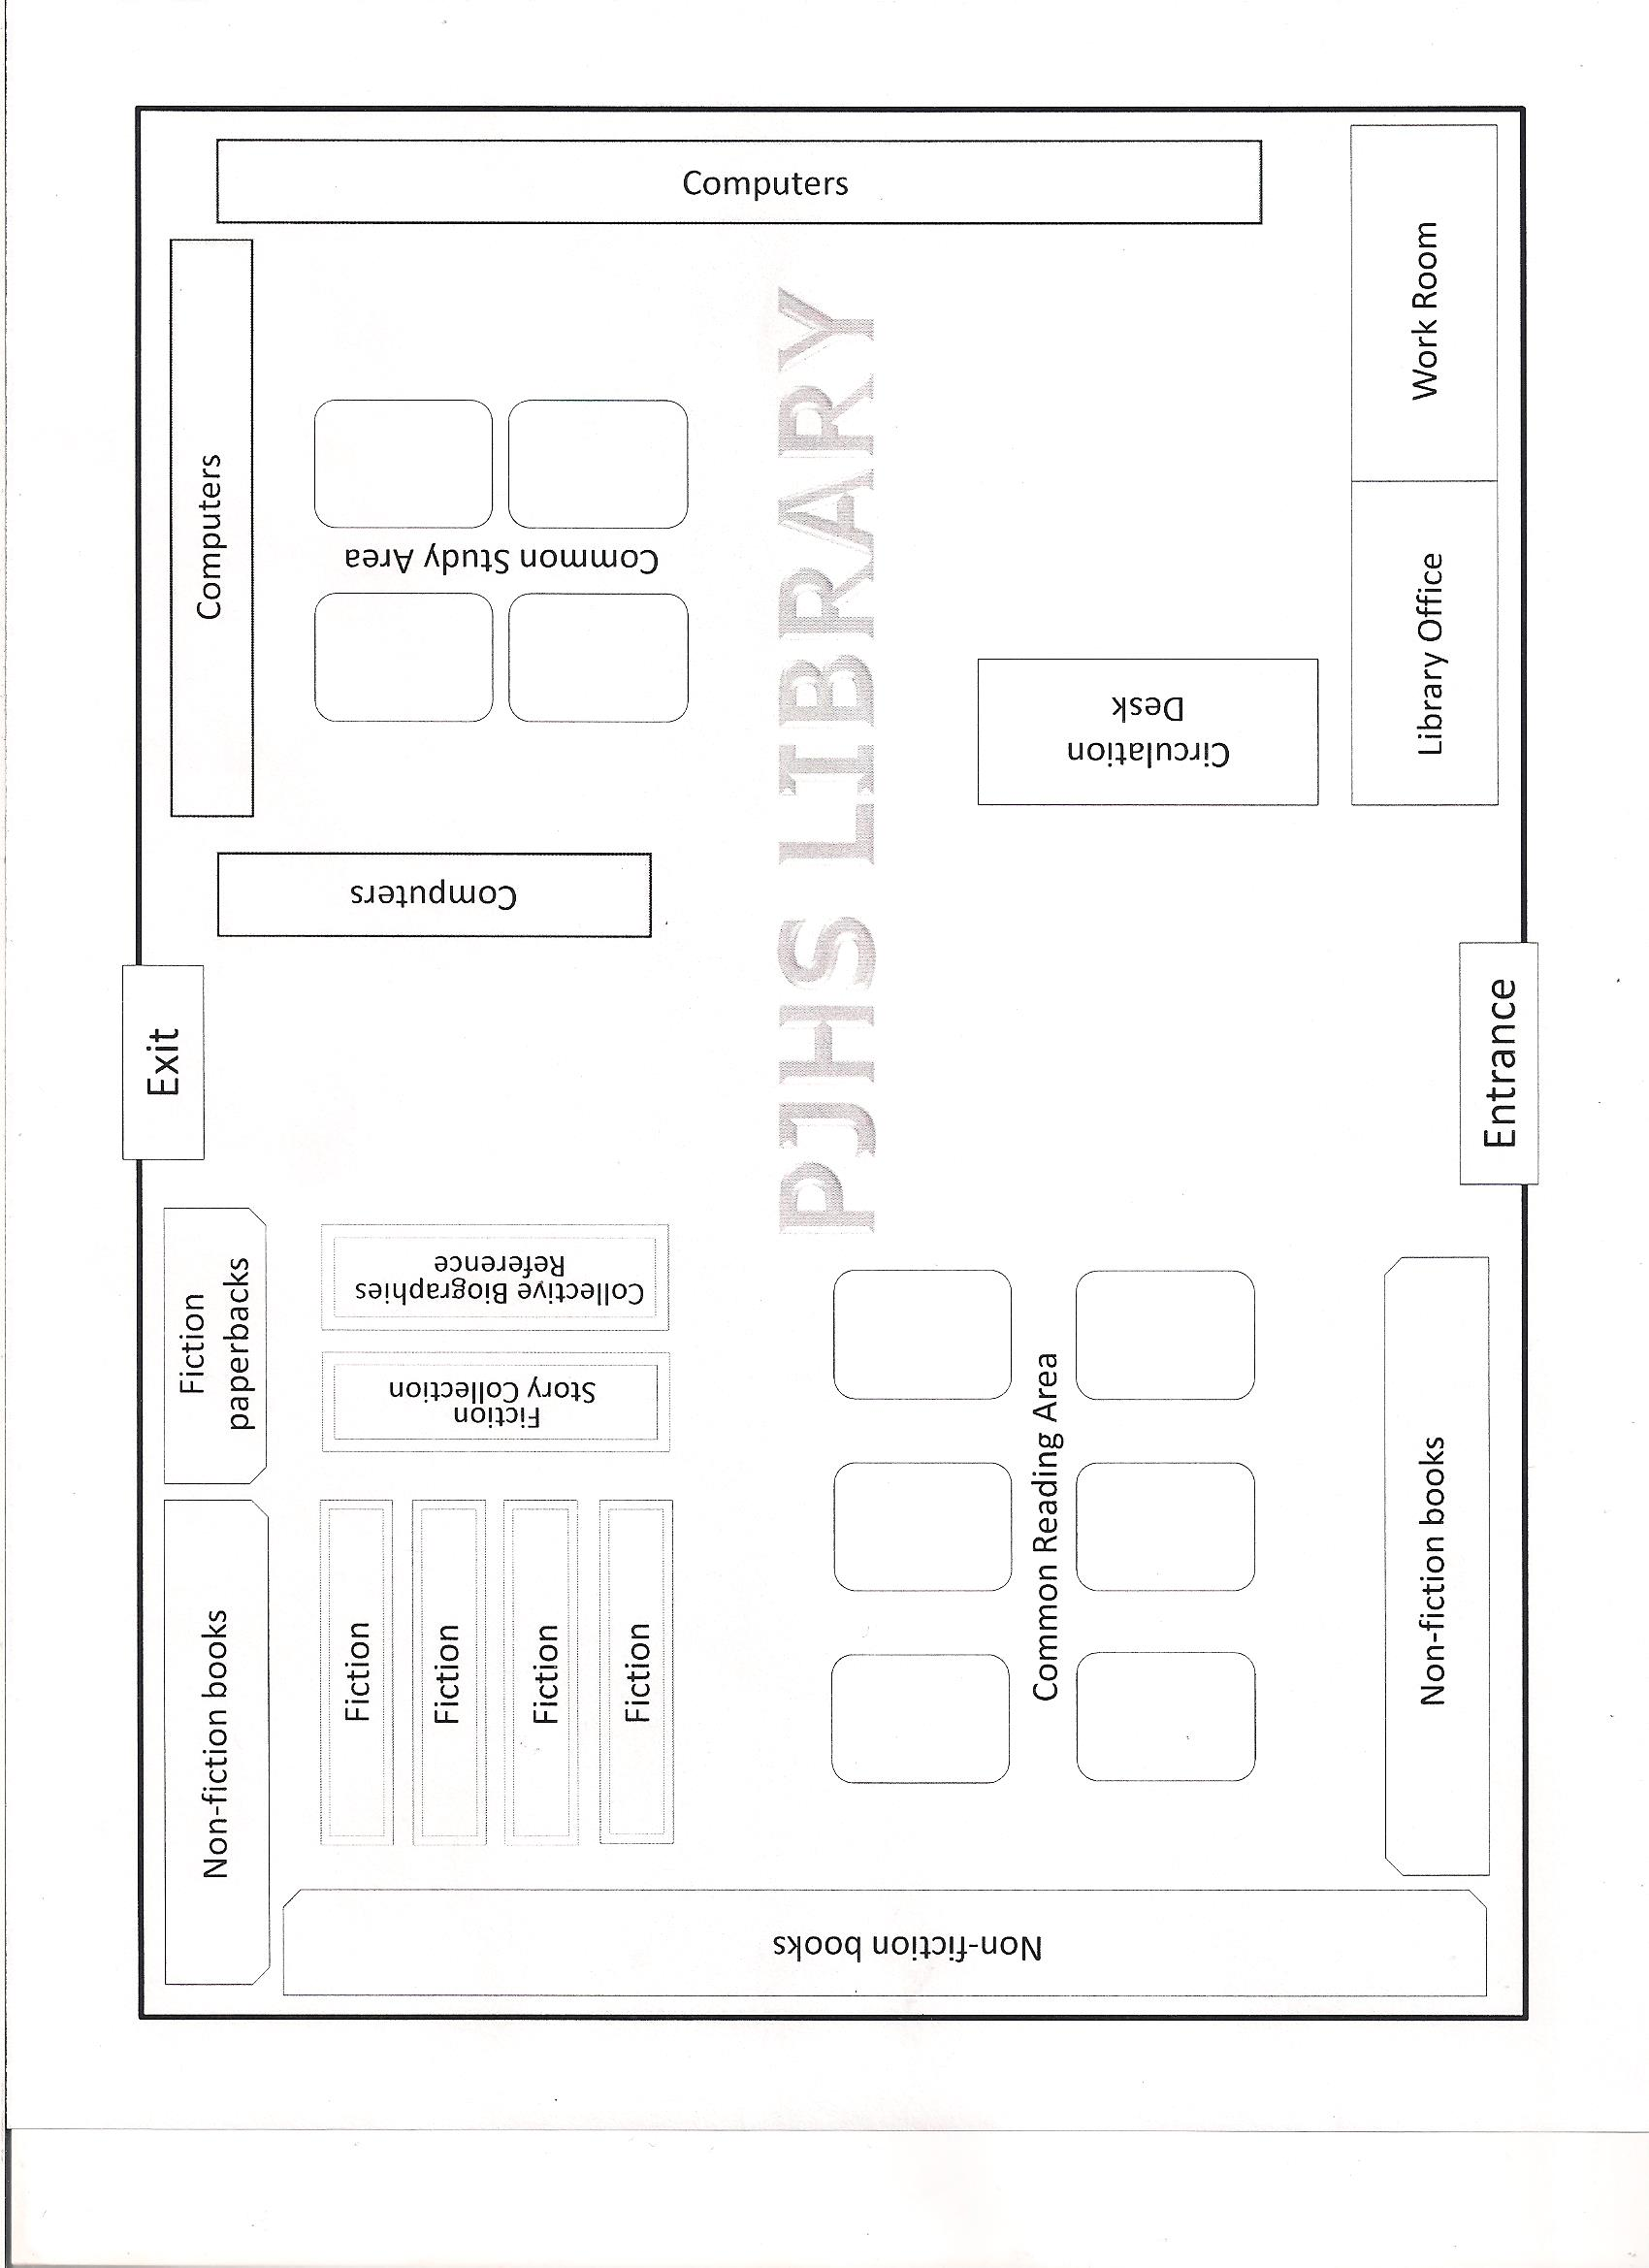 Computers
Computers
Work Room
Common Study Area
Library Office
Circulation
Desk
Computers
PJHS LIBRARY
Exit
Entrance
Fiction
paperbacks
Collective Biographies
Reference
Fiction
Story Collection
Common Reading Area
Non-fiction books
Fiction
Fiction
Fiction
Fiction
Non-fiction books
Non-fiction books